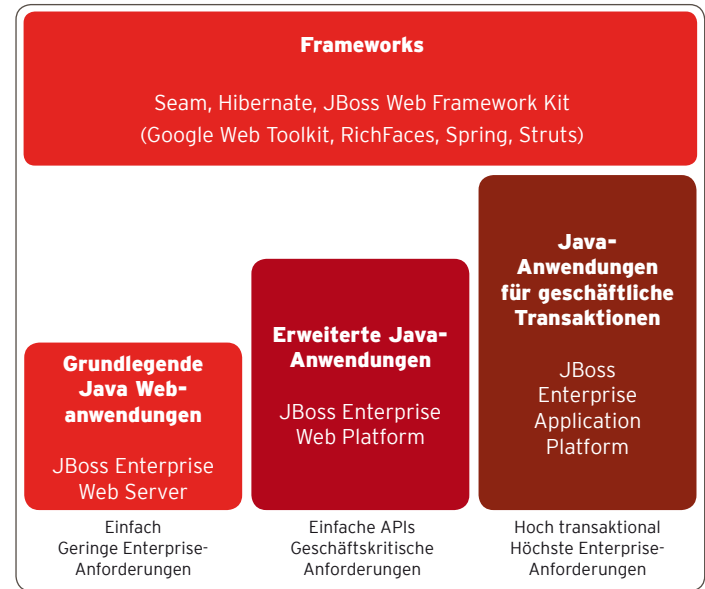 Frameworks
Seam, Hibernate, JBoss Web Framework Kit
(Google Web Toolkit, RichFaces, Spring, Struts)
Grundlegende
Java Web-
anwendungen
JBoss Enterprise
Web Server
Einfach
Geringe Enterprise-
Anforderungen
Erweiterte Java-
Anwendungen
JBoss Enterprise
Web Platform
Einfache APIs
Geschäftskritische
Anforderungen
Java-
Anwendungen
für geschäftliche
Transaktionen
JBoss
Enterprise
Application
Platform
Hoch transaktional
Höchste Enterprise-
Anforderungen